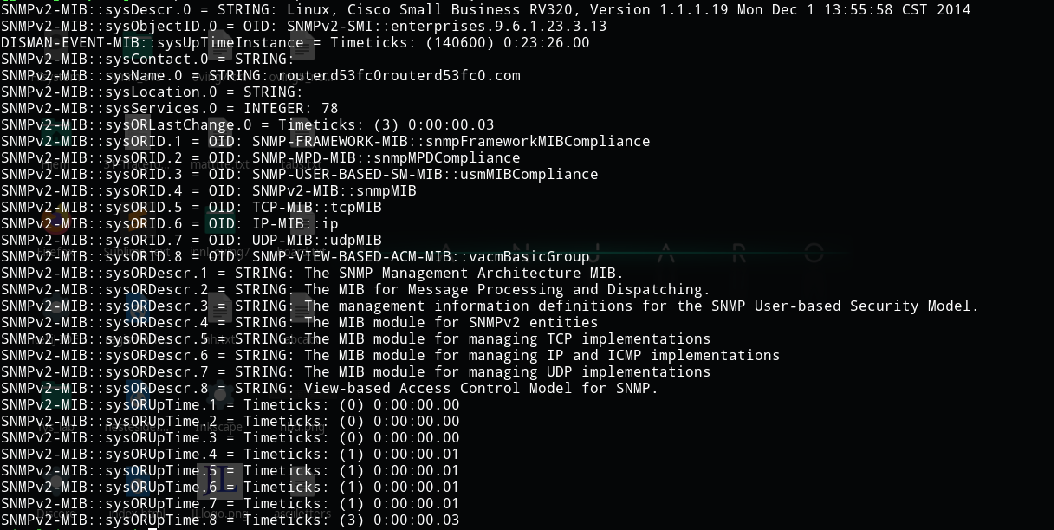 SNMPv2-MIB::sysDescr.0 = STRING: Linux, Cisco Small Business RV320, Version 1.1.1.19 Mon Dec 1 13:55:58 CST 2014
SNMPv2-MIB::sysObjectID.0 = OID: SNMPv2-SMI::enterprises.9.6.1.23.3.13
DISMAN-EVENT-MIB::sysUpTimeInstance = Timeticks: (140600) 0:23:26.00
SNMPv2-MIB::sysContact.0 = STRING:
SNMPv2-MIB::sysName.0 = STRING: routerd53fc0routerd53fc0.com
SNMPv2-MIB::sysLocation.0 = STRING:
SNMPv2-MIB::sysServices.0 = INTEGER: 78
SNMPv2-MIB::sysORLastChange.0 = Timeticks: (3) 0:00:00.03
SNMPv2-MIB::sysORID.1 = OID: SNMP-FRAMEWORK-MIB::snmpFrameworkMIBCompliance
SNMPv2-MIB::sysORID.2 = OID: SNMP-MPD-MIB::snmpMPDCompliance
SNMPv2-MIB::sysORID.3 = OID: SNMP-USER-BASED-SM-MIB::usmMIBCompliance
SNMPv2-MIB::sysORID.4 = OID: SNMPv2-MIB::snmpMIB
SNMPv2-MIB::sysORID.5 = OID: TCP-MIB::tcpMIB
SNMPv2-MIB::sysORID.6 = OID: IP-MIB::ip
SNMPv2-MIB::sysORID.7 = OID: UDP-MIB::udpMIB
SNMPv2-MIB::sysORID.8 = OID: SNMP-VIEW-BASED-ACM-MIB::vacmBasicGroup
SNMPv2-MIB::sysORDescr.1 = STRING: The SNMP Management Architecture MIB.
SNMPv2-MIB::sysORDescr.2 = STRING: The MIB for Message Processing and Dispatching.
SNMPv2-MIB::sysORDescr.3 = STRING: The management information definitions for the SNMP User-based Security Model.
SNMPv2-MIB::sysORDescr.4 = STRING: The MIB module for SNMPv2 entities
SNMPv2-MIB::sysORDescr.5 = STRING: The MIB module for managing TCP implementations
SNMPv2-MIB::sysORDescr.6 = STRING: The MIB module for managing IP and ICMP implementations
SNMPv2-MIB::sysORDescr.7 = STRING: The MIB module for managing UDP implementations
SNMPv2-MIB::sysORDescr.8 = STRING: View-based Access Control Model for SNMP.
SNMPv2-MIB::sysORUpTime.1 = Timeticks: (0) 0:00:00.00
SNMPv2-MIB::sysORUpTime.2 = Timeticks: (0) 0:00:00.00
SNMPv2-MIB::sysORUpTime.3 = Timeticks: (0) 0:00:00.00
SNMPv2-MIB::sysORUpTime.4 = Timeticks: (1) 0:00:00.01
SNMPv2-MIB::sysORUpTime.5 = Timeticks: (1) 0:00:00.01
SNMPv2-MIB::sysORUpTime.6 = Timeticks: (1) 0:00:00.01
SNMPv2-MIB::sysORUpTime.7 = Timeticks: (1) 0:00:00.01
SNMPv2-MIB::sysORUpTime.8 = Timeticks: (3) 0:00:00.03